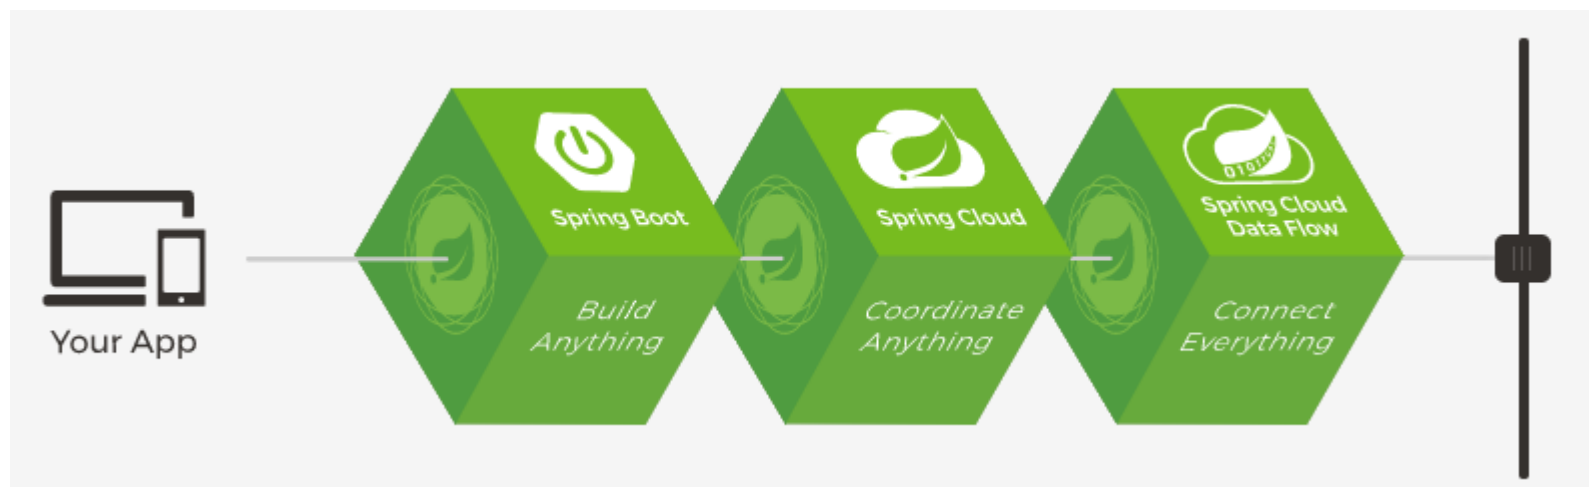 Your App
Spring Boot
Build
Anything
Spring Cloud
Coordinate
Anything
Spring Cloud
Data Flow
Connect
Everything